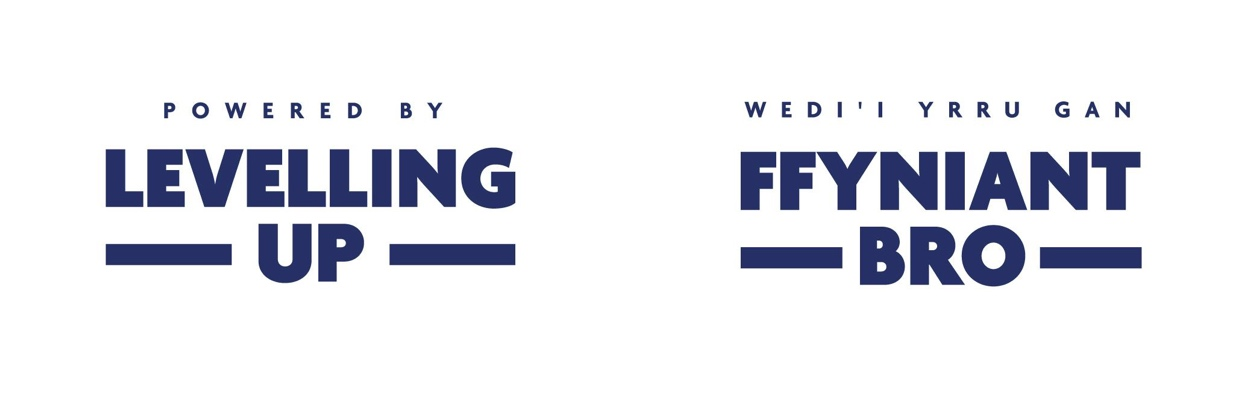 POWERED BY
LEVELLING
UP
WEDI'I YRRU GAN
FFYNIANT
BRO